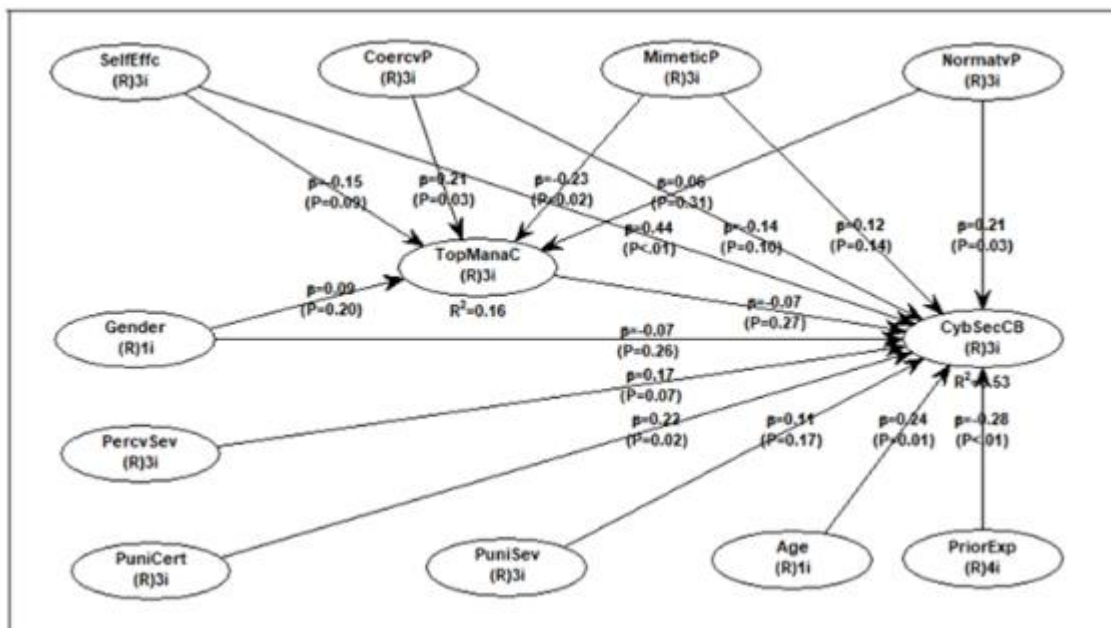 SelfEffc
(R)3i
CoercvP
(R)3i
MimeticP
(R)3i
NormatvP
(R)3i
β=-0.15
(P=0.09)
β=0.21
(P=0.03)
β=-0.23
(P=0.02)
β=0.06
(P=0.31)
β=0.44
(P<.01)
β=-0.14
(P=0.10)
β=0.12
(P=0.14)
β=0.21
(P=0.03)
TopManaC
(R)3i
R²=0.16
β=0.09
(P=0.20)
β=-0.07
(P=0.27)
Gender
(R)1i
β=-0.07
(P=0.26)
CybSecCB
(R)3i
R²=0.53
β=0.17
(P=0.07)
β=0.22
(P=0.02)
β=0.11
(P=0.17)
β=0.24
(P=0.01)
β=-0.28
(P<.01)
PercvSev
(R)3i
PuniCert
(R)3i
PuniSev
(R)3i
Age
(R)1i
PriorExp
(R)4i